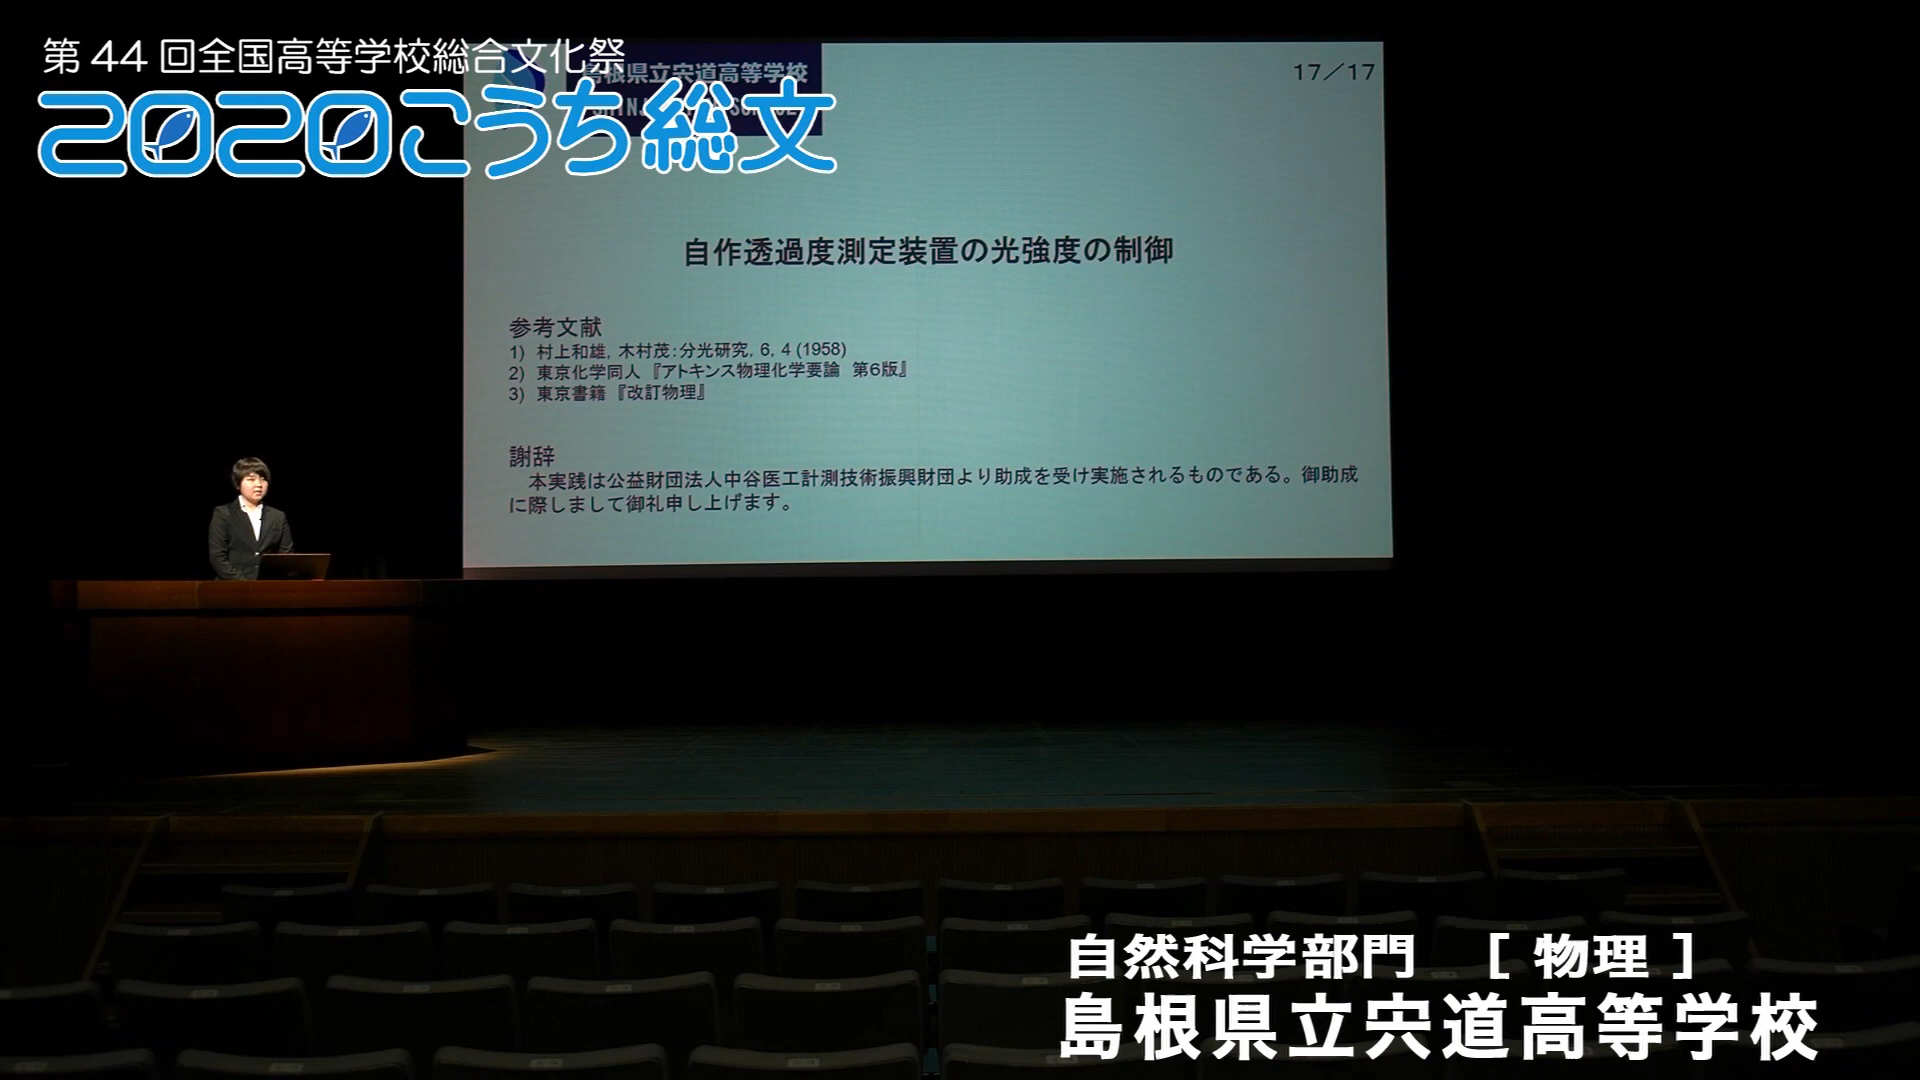 第44回全国高等学校総合文化祭
2020こうち総文
島根県立宍道高等学校
17／17
自作透過度測定装置の光強度の制御
参考文献
1) 村上和雄, 木村茂：分光研究, 6, 4 (1958)
2) 東京化学同人『アトキンス物理化学要論 第6版』
3) 東京書籍『改訂物理』
謝辞
本実践は公益財団法人中谷医工計測技術振興財団より助成を受け実施されるものである。御助成
に際しまして御礼申し上げます。
自然科学部門 ［ 物理 ］
島根県立宍道高等学校